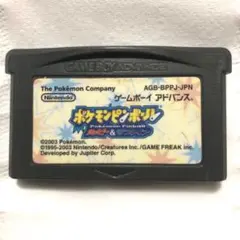 GAME BOY ADVANCE
The Pokémon Company
AGB-BPPJ-JPN
Nintendo
ゲームボーイ アドバンス
ポケモンピンボール
Pokémon Pinball
©2003 Pokémon.
©1995-2003 Nintendo/Creatures Inc./GAME FREAK Inc.
Developed by Jupiter Corp.